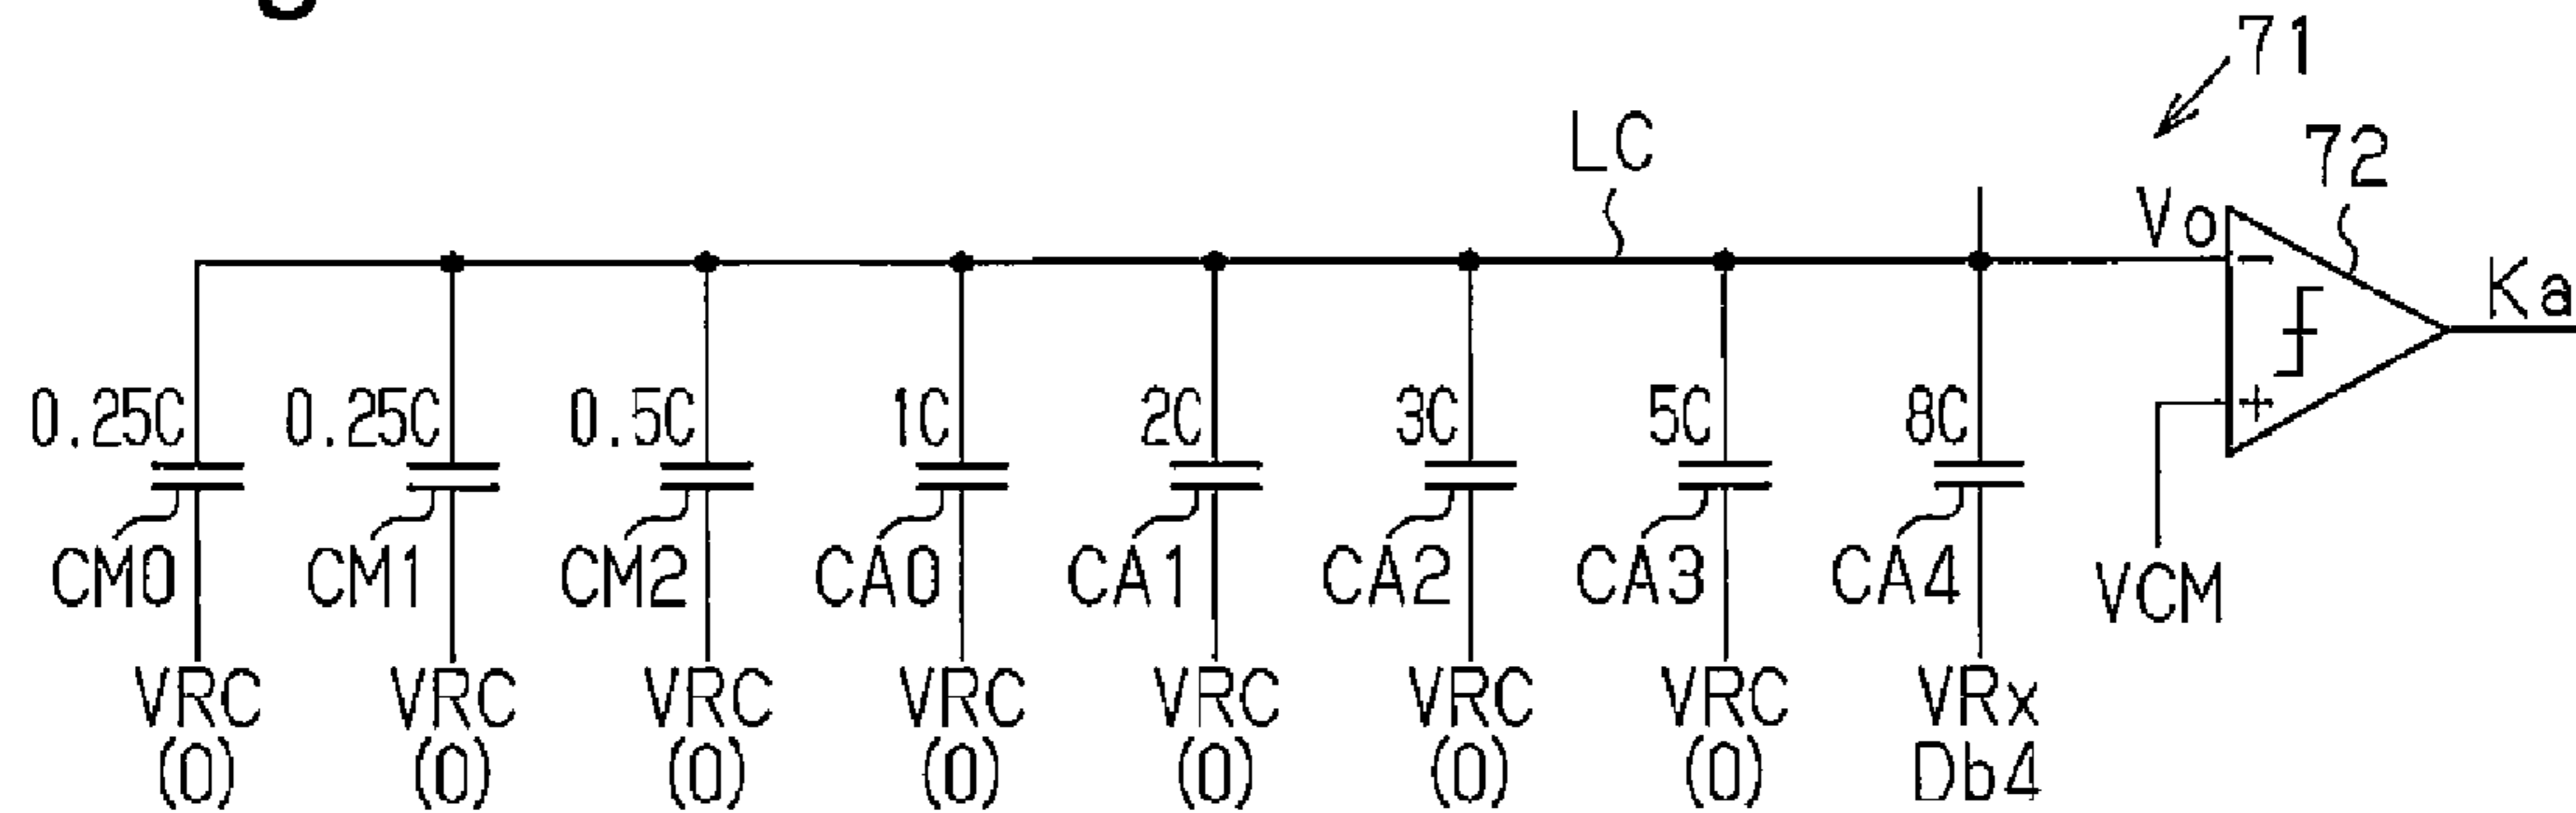 71
LC
72
Vo
−
Ka
0.25C 0.25C 0.5C 1C 2C 3C 5C 8C
+
CM0 CM1 CM2 CA0 CA1 CA2 CA3 CA4 VCM
VRC VRC VRC VRC VRC VRC VRC VRx
(0) (0) (0) (0) (0) (0) (0) Db4